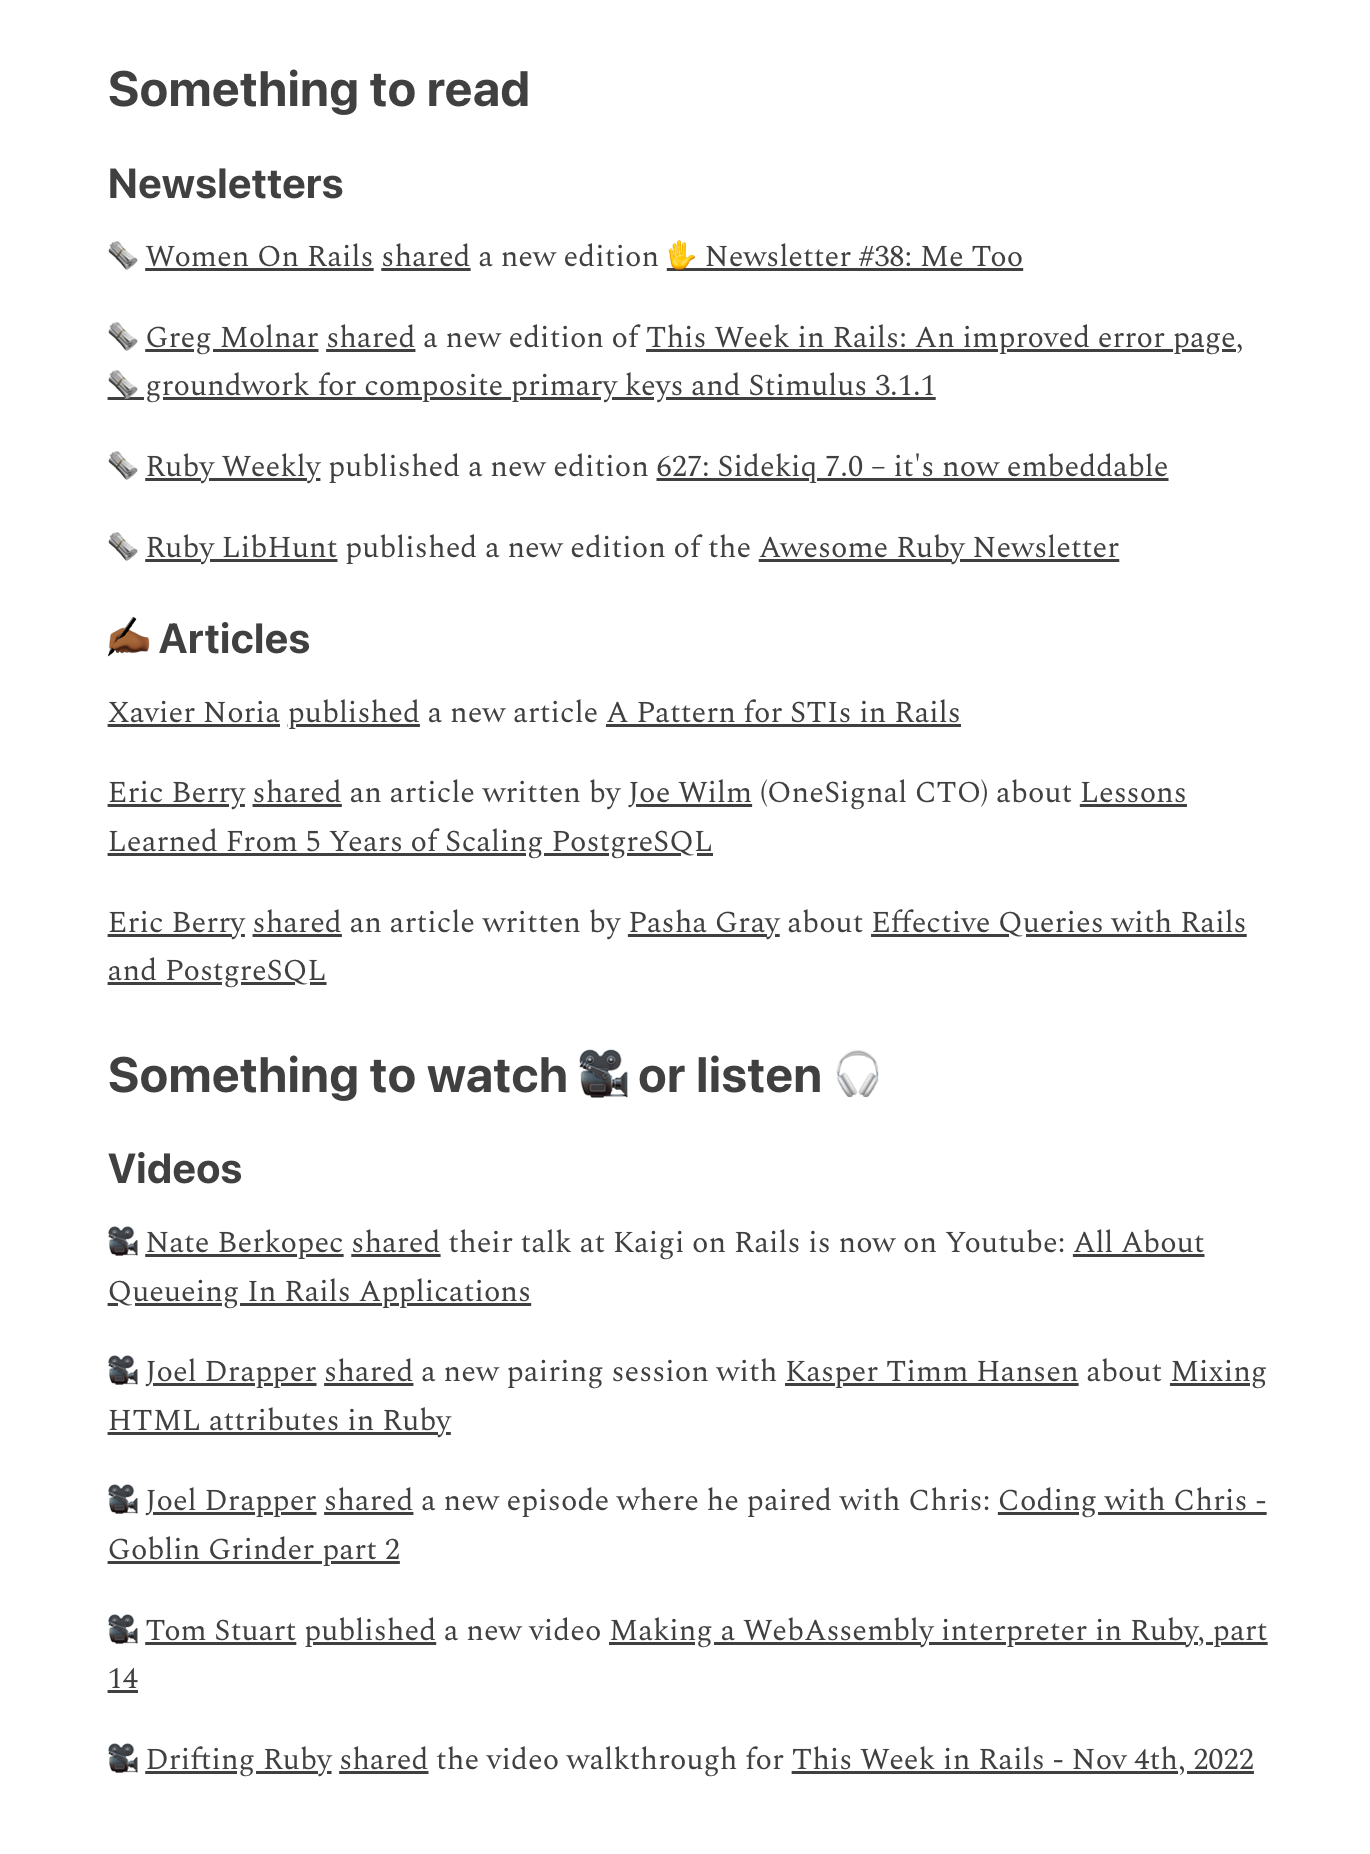 Something to read
Newsletters
🗞️ Women On Rails shared a new edition ✋ Newsletter #38: Me Too
🗞️ Greg Molnar shared a new edition of This Week in Rails: An improved error page,
🗞️ groundwork for composite primary keys and Stimulus 3.1.1
🗞️ Ruby Weekly published a new edition 627: Sidekiq 7.0 – it's now embeddable
🗞️ Ruby LibHunt published a new edition of the Awesome Ruby Newsletter
✍🏾 Articles
Xavier Noria published a new article A Pattern for STIs in Rails
Eric Berry shared an article written by Joe Wilm (OneSignal CTO) about Lessons
Learned From 5 Years of Scaling PostgreSQL
Eric Berry shared an article written by Pasha Gray about Effective Queries with Rails
and PostgreSQL
Something to watch 🎥 or listen 🎧
Videos
🎥 Nate Berkopec shared their talk at Kaigi on Rails is now on Youtube: All About
Queueing In Rails Applications
🎥 Joel Drapper shared a new pairing session with Kasper Timm Hansen about Mixing
HTML attributes in Ruby
🎥 Joel Drapper shared a new episode where he paired with Chris: Coding with Chris -
Goblin Grinder part 2
🎥 Tom Stuart published a new video Making a WebAssembly interpreter in Ruby, part
14
🎥 Drifting Ruby shared the video walkthrough for This Week in Rails - Nov 4th, 2022